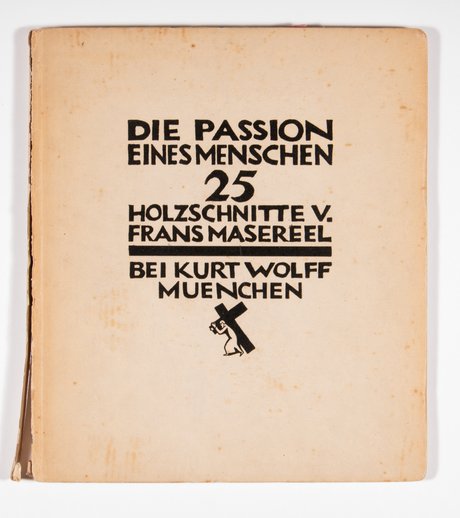 DIE PASSION
EINES MENSCHEN
25
HOLZSCHNITTE V.
FRANS MASEREEL
BEI KURT WOLFF
MUENCHEN